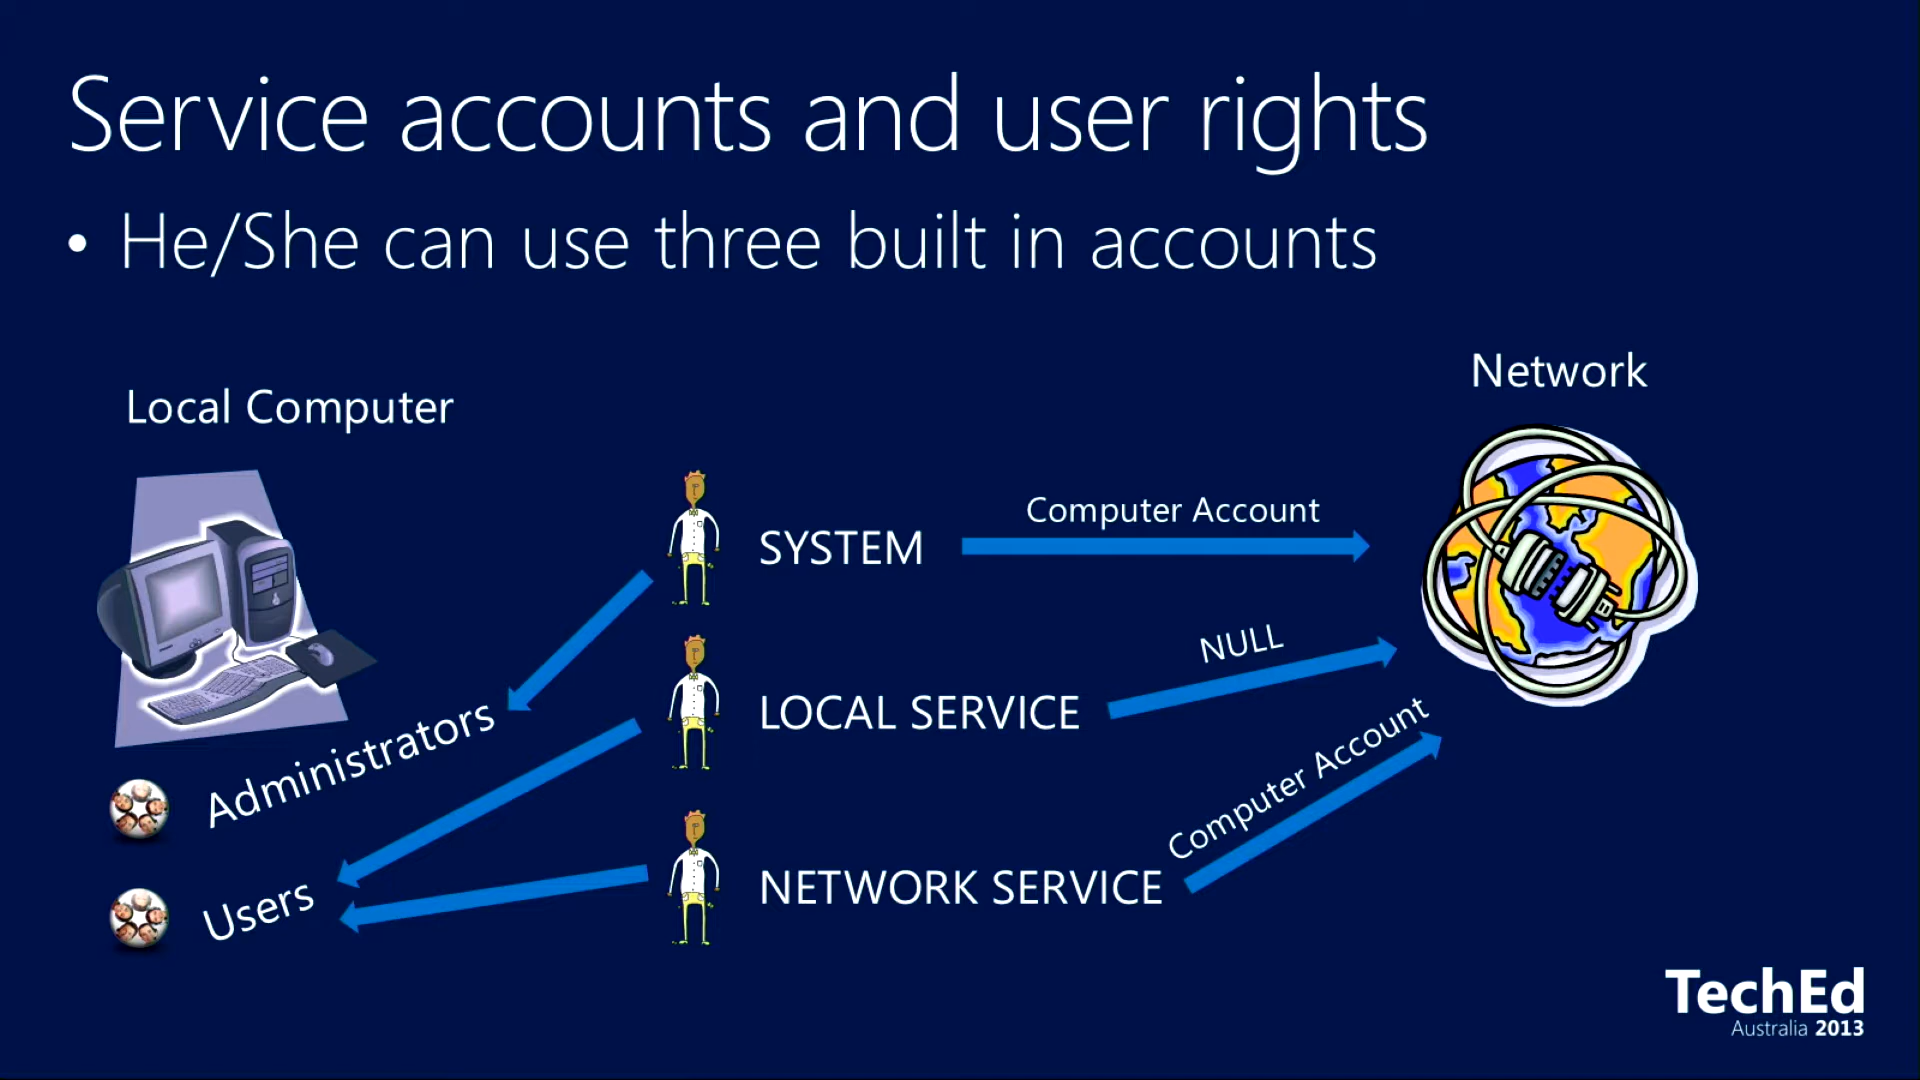 Service accounts and user rights
• He/She can use three built in accounts
Network
Local Computer
Computer Account
SYSTEM
NULL
LOCAL SERVICE
Administrators
Computer Account
NETWORK SERVICE
Users
TechEd
Australia 2013